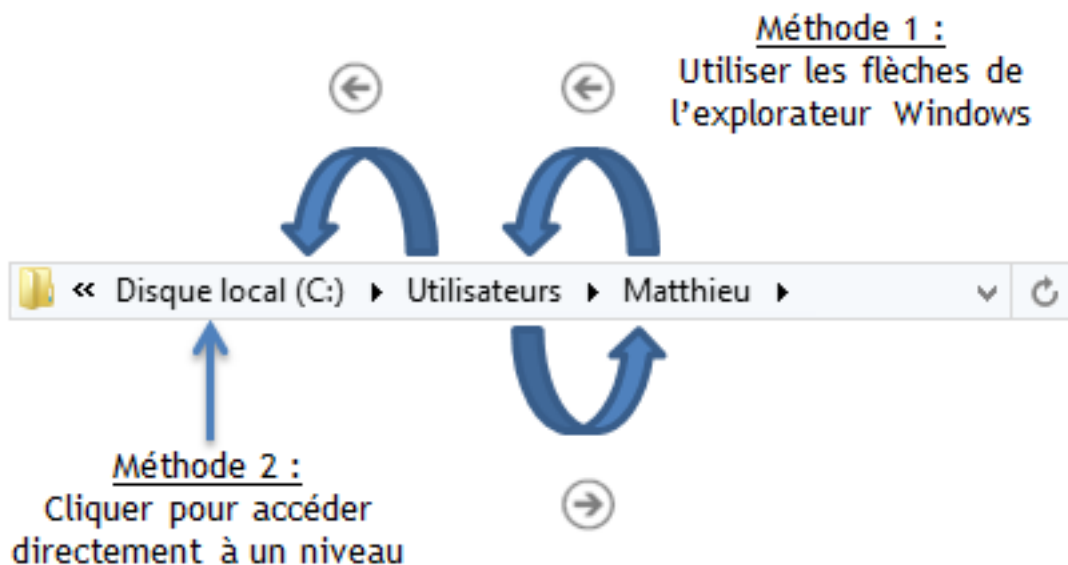 Méthode 1 :
Utiliser les flèches de
l'explorateur Windows
« Disque local (C:) ▸ Utilisateurs ▸ Matthieu ▸
Méthode 2 :
Cliquer pour accéder
directement à un niveau